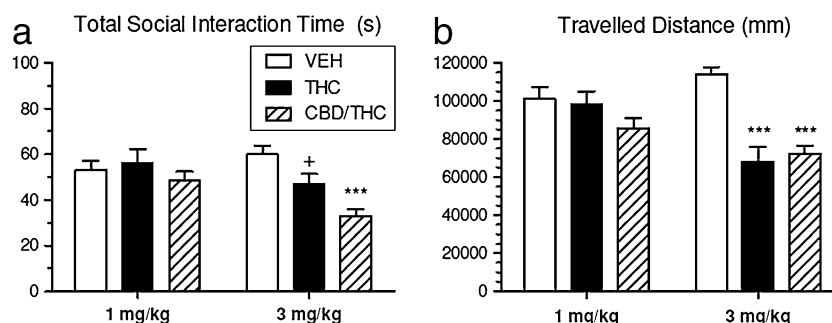 a
Total Social Interaction Time (s)
100
80
60
40
20
0
VEH
THC
CBD/THC
+
***
1 mg/kg
3 mg/kg
b
Travelled Distance (mm)
120000
100000
80000
60000
40000
20000
0
***
***
1 mg/kg
3 mg/kg